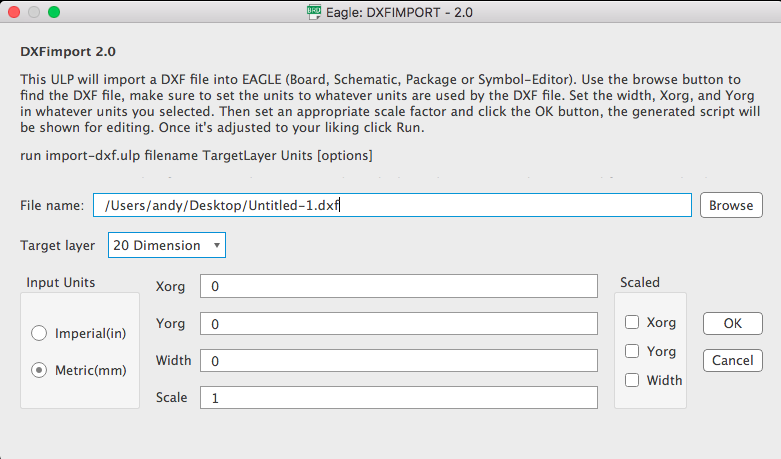 BRD
Eagle: DXFIMPORT - 2.0
DXFimport 2.0
This ULP will import a DXF file into EAGLE (Board, Schematic, Package or Symbol-Editor). Use the browse button to
find the DXF file, make sure to set the units to whatever units are used by the DXF file. Set the width, Xorg, and Yorg
in whatever units you selected. Then set an appropriate scale factor and click the OK button, the generated script will
be shown for editing. Once it's adjusted to your liking click Run.
run import-dxf.ulp filename TargetLayer Units [options]
File name: /Users/andy/Desktop/Untitled-1.dxf Browse
Target layer 20 Dimension
Input Units
Imperial(in)
Metric(mm)
Xorg 0
Yorg 0
Width 0
Scale 1
Scaled
Xorg
Yorg
Width
OK
Cancel